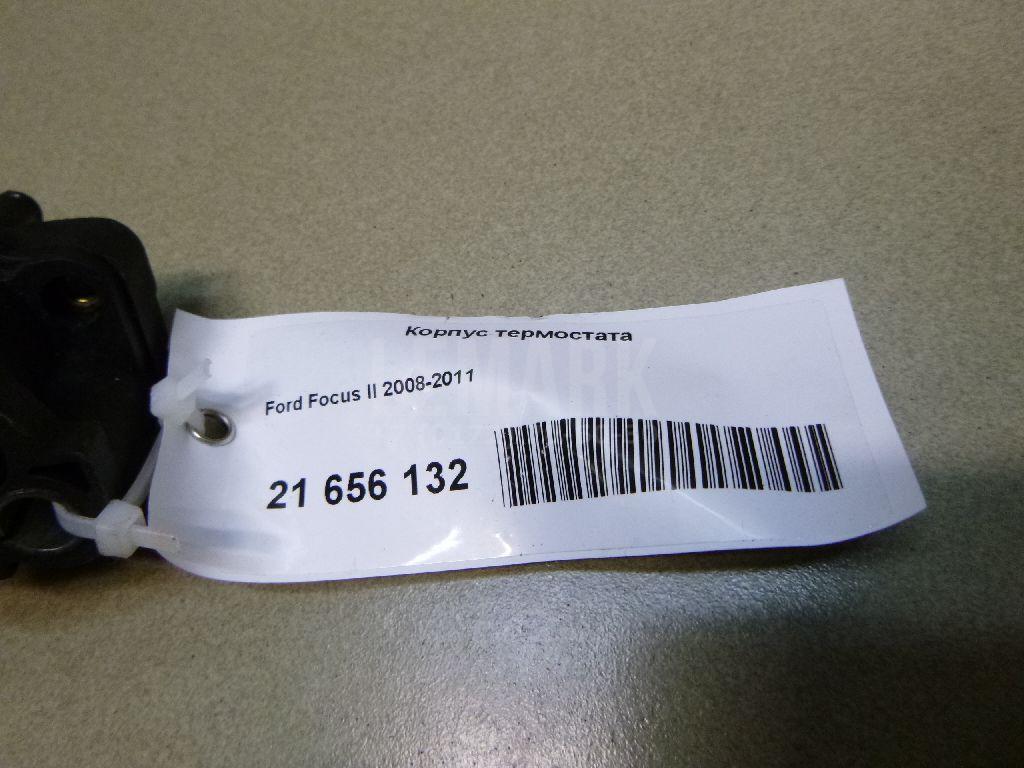 Корпус термостата
Ford Focus II 2008-2011
21 656 132